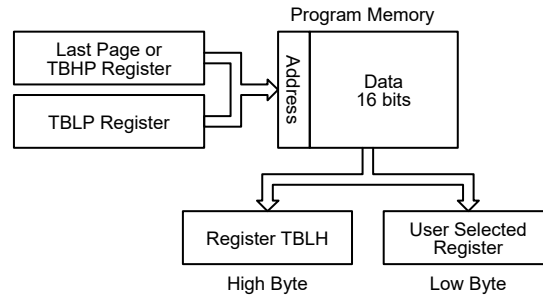 Program Memory
Last Page or
TBHP Register
TBLP Register
Address
Data
16 bits
Register TBLH
User Selected
Register
High Byte
Low Byte